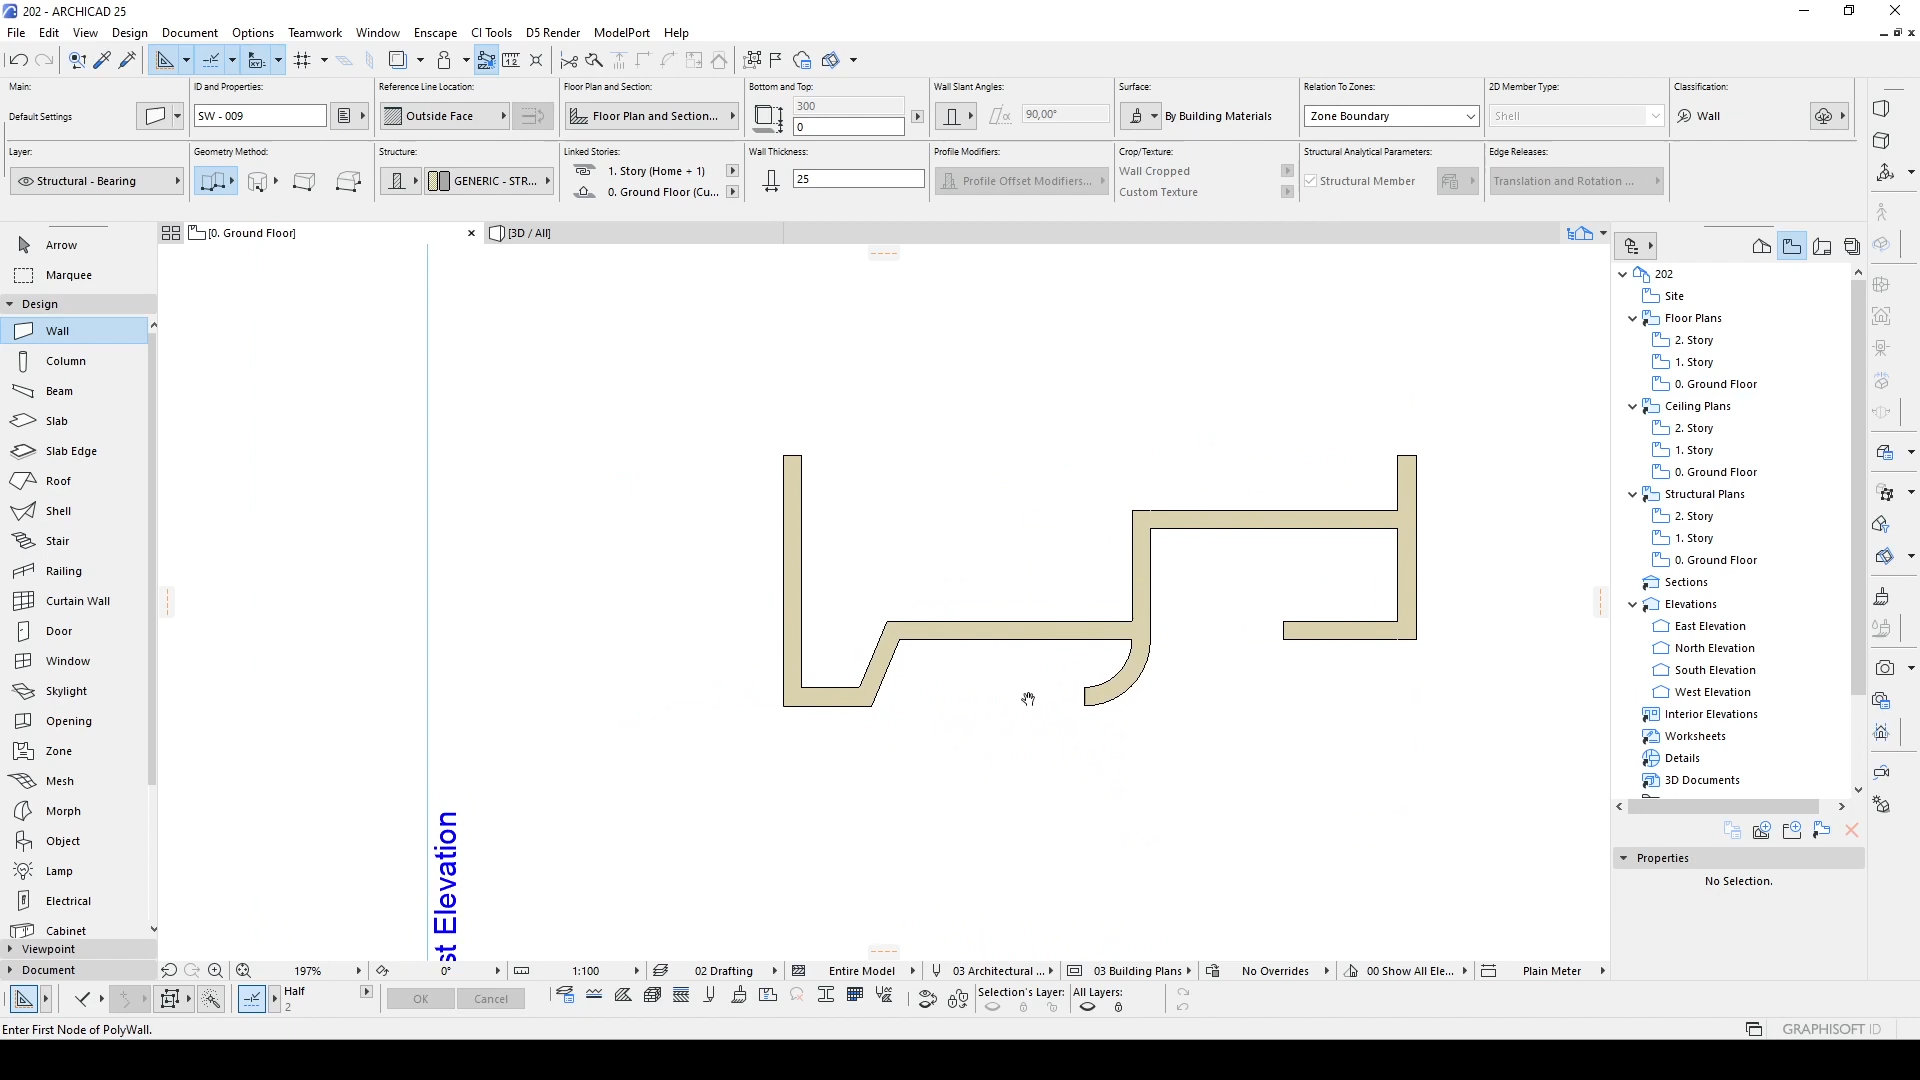 202 - ARCHICAD 25
File Edit View Design Document Options Teamwork Window Enscape CI Tools D5 Render ModelPort Help
Main: ID and Properties: Reference Line Location: Floor Plan and Section: Bottom and Top: Wall Slant Angles: Surface: Relation To Zones: 2D Member Type: Classification:
Default Settings SW - 009 Outside Face Floor Plan and Section... 300 0 90,00° By Building Materials Zone Boundary Shell Wall
Layer: Geometry Method: Structure: Linked Stories: Wall Thickness: Profile Modifiers: Crop/Texture: Structural Analytical Parameters: Edge Releases:
1. Story (Home + 1) Wall Cropped
Structural - Bearing GENERIC - STR... 25 Profile Offset Modifiers... Structural Member Translation and Rotation ...
0. Ground Floor (Cu... Custom Texture
[0. Ground Floor] [3D / All]
Arrow
Marquee
Design
Wall
Column
Beam
Slab
Slab Edge
Roof
Shell
Stair
Railing
Curtain Wall
Door
Window
Skylight
Opening
Zone
Mesh
Morph
Object
Lamp
Electrical
Cabinet
Viewpoint
Document
st Elevation
202
Site
Floor Plans
2. Story
1. Story
0. Ground Floor
Ceiling Plans
2. Story
1. Story
0. Ground Floor
Structural Plans
2. Story
1. Story
0. Ground Floor
Sections
Elevations
East Elevation
North Elevation
South Elevation
West Elevation
Interior Elevations
Worksheets
Details
3D Documents
Properties
No Selection.
197% 0° 1:100 02 Drafting Entire Model 03 Architectural ... 03 Building Plans No Overrides 00 Show All Ele... Plain Meter
Half
2
OK Cancel
Selection's Layer: All Layers:
Enter First Node of PolyWall.
GRAPHISOFT ID